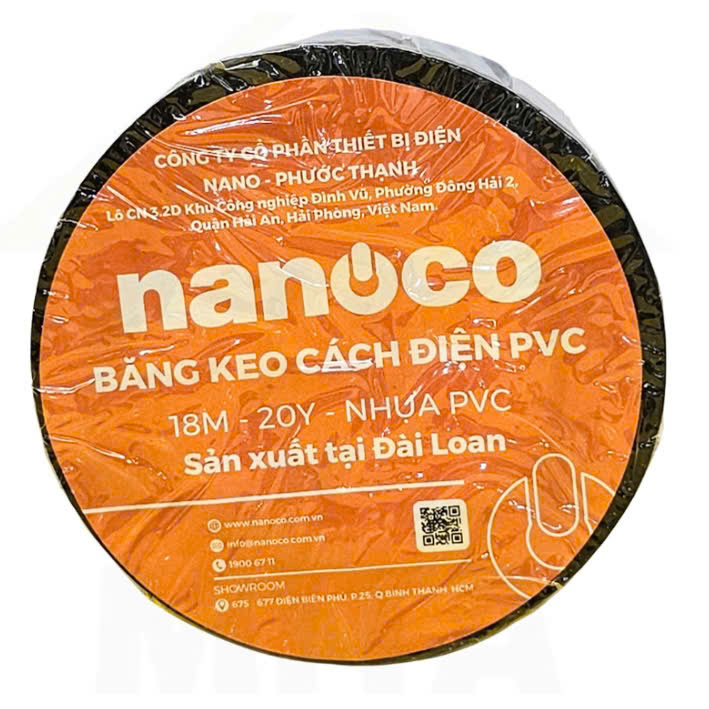 CÔNG TY CỔ PHẦN THIẾT BỊ ĐIỆN
NANO - PHƯỚC THẠNH
Lô CN 3.2D Khu Công nghiệp Đình Vũ, Phường Đông Hải 2,
Quận Hải An, Hải Phòng, Việt Nam.
nanoco
BĂNG KEO CÁCH ĐIỆN PVC
18M - 20Y - NHỰA PVC
Sản xuất tại Đài Loan
www.nanoco.com.vn
info@nanoco.com.vn
1900 67 11
SHOWROOM
675 - 677 ĐIỆN BIÊN PHỦ, P.25, Q BÌNH THẠNH, HCM